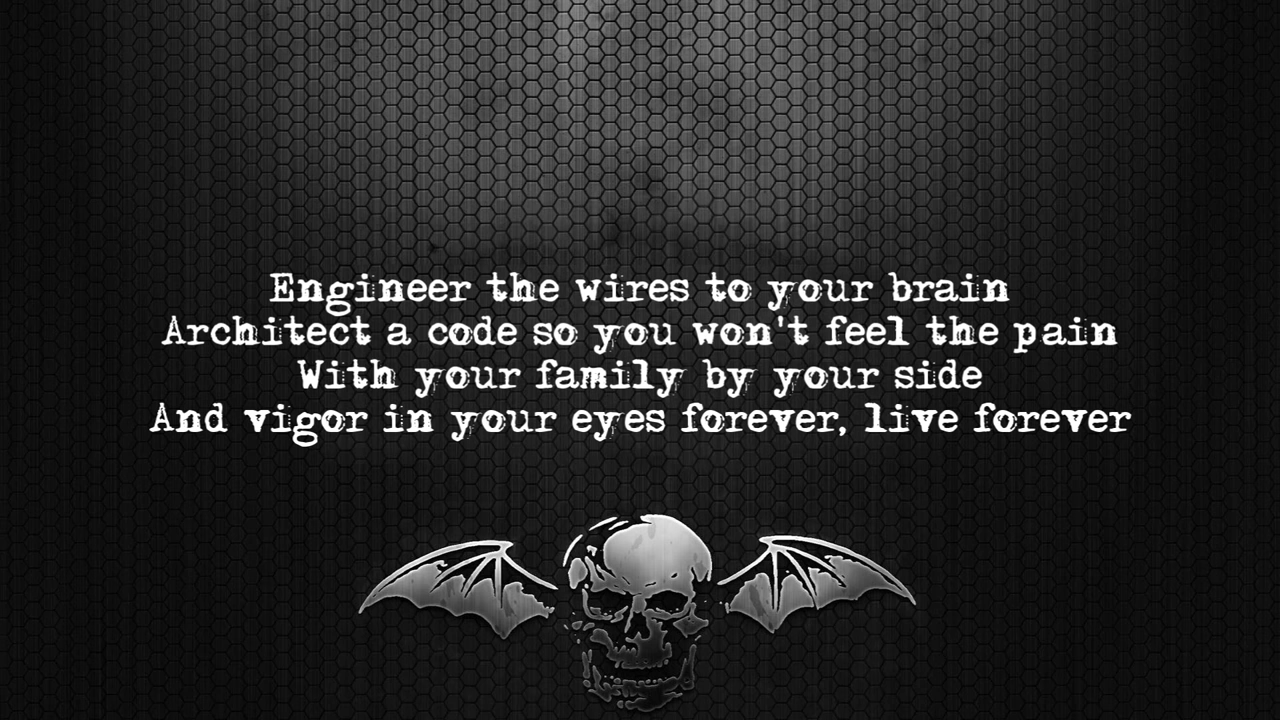 Engineer the wires to your brain
Architect a code so you won't feel the pain
With your family by your side
And vigor in your eyes forever, live forever